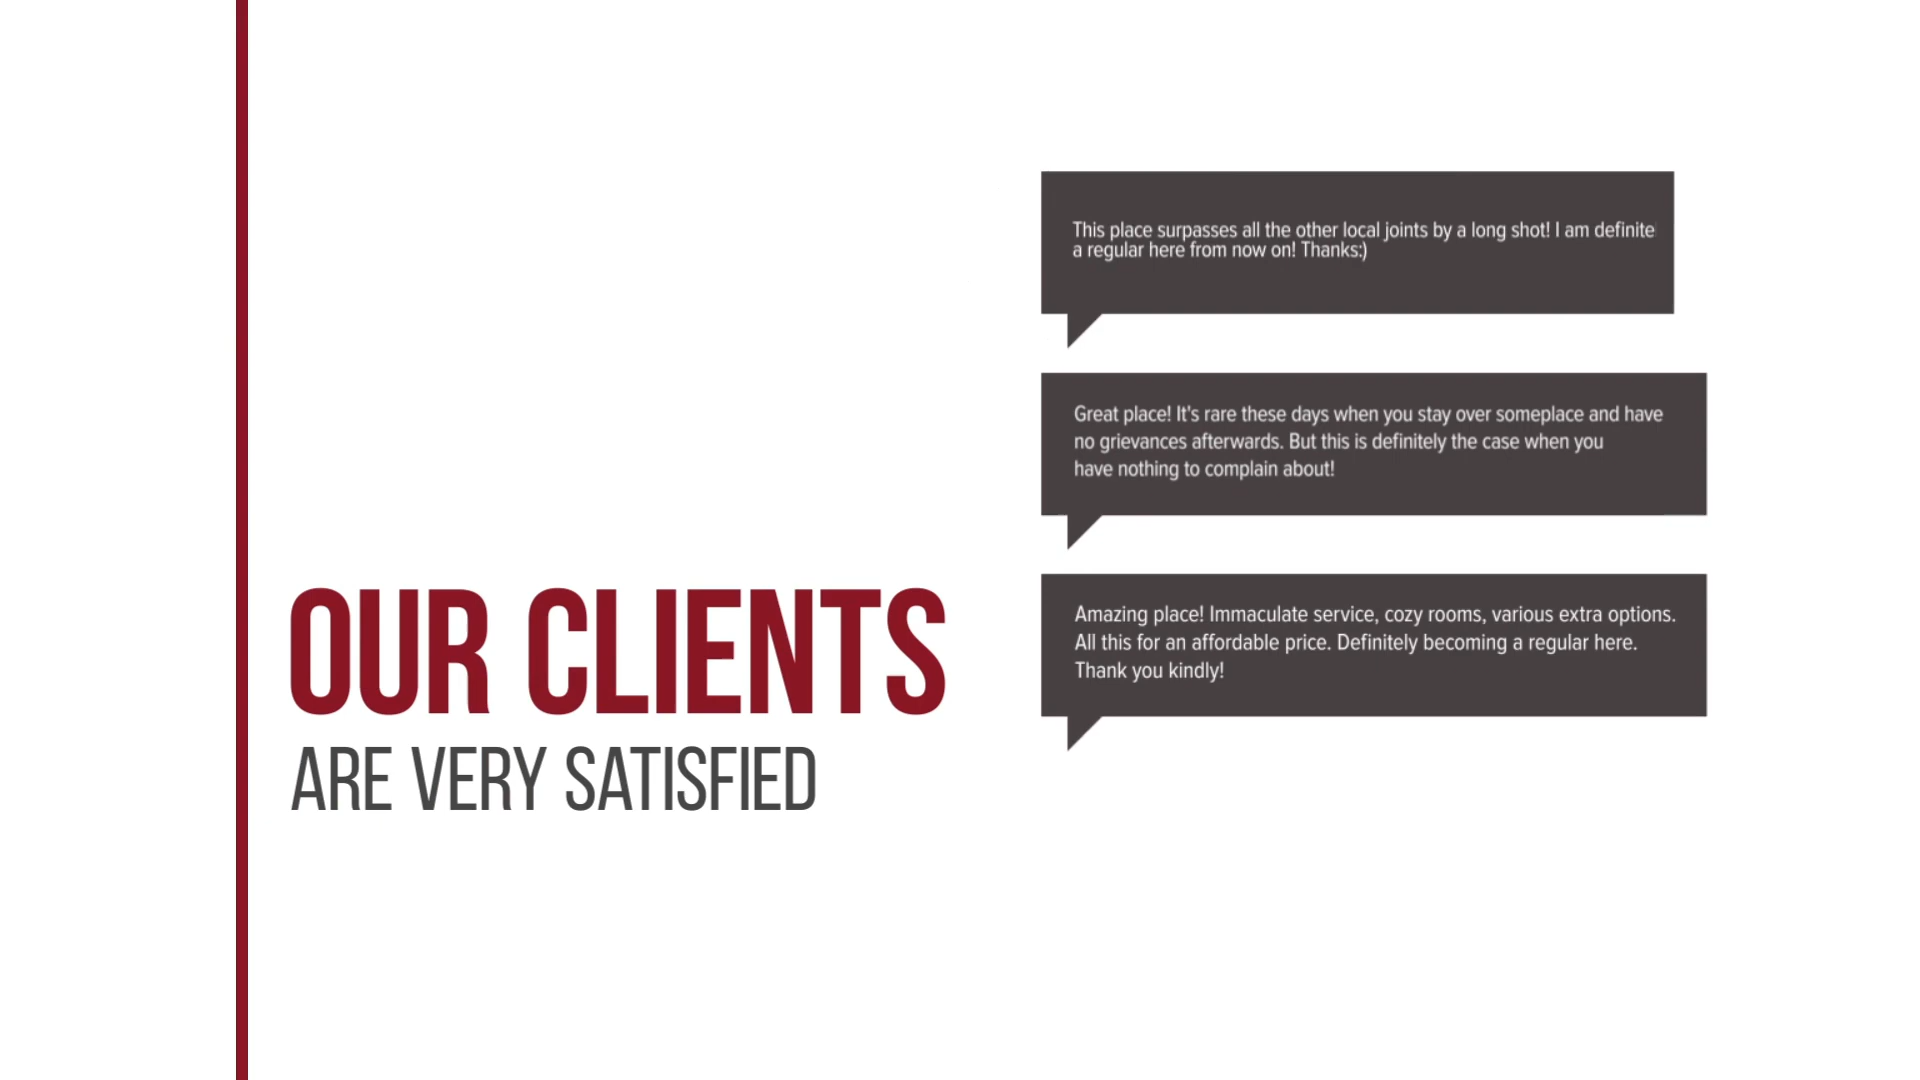 OUR CLIENTS
ARE VERY SATISFIED
This place surpasses all the other local joints by a long shot! I am definite
a regular here from now on! Thanks:)
Great place! It's rare these days when you stay over someplace and have
no grievances afterwards. But this is definitely the case when you
have nothing to complain about!
Amazing place! Immaculate service, cozy rooms, various extra options.
All this for an affordable price. Definitely becoming a regular here.
Thank you kindly!